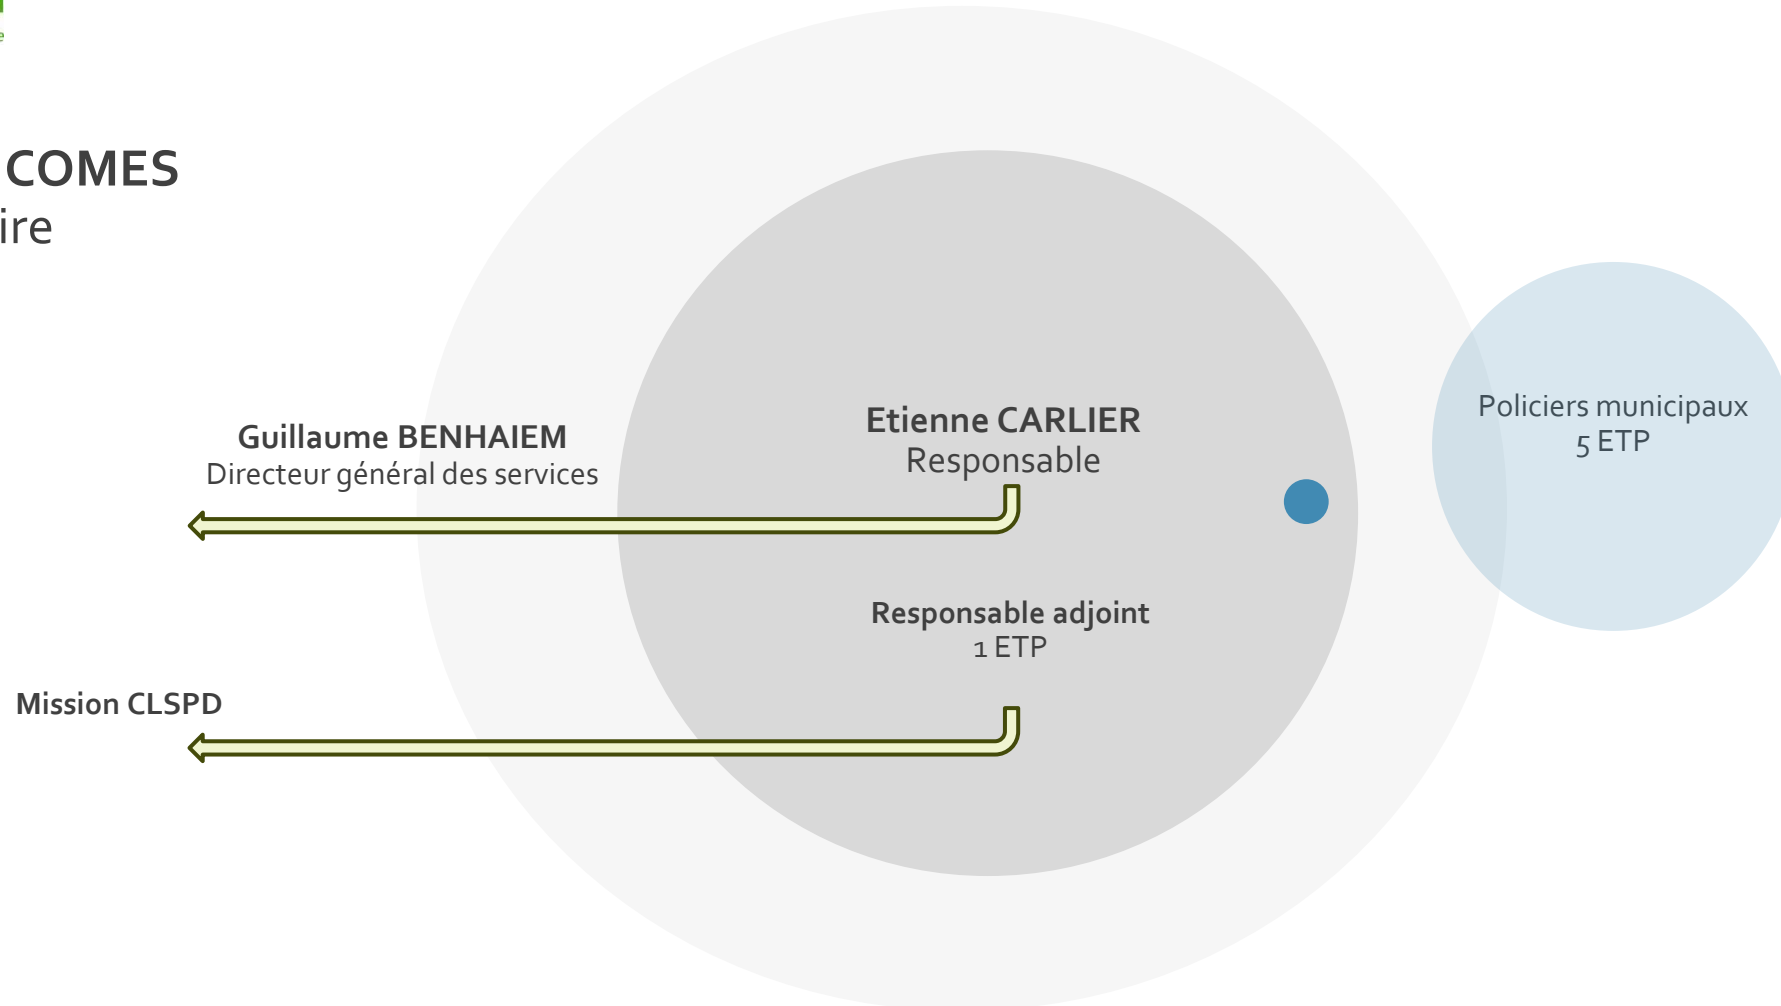 e
COMES
ire
Guillaume BENHAIEM
Directeur général des services
Etienne CARLIER
Responsable
Policiers municipaux
5 ETP
Responsable adjoint
1 ETP
Mission CLSPD